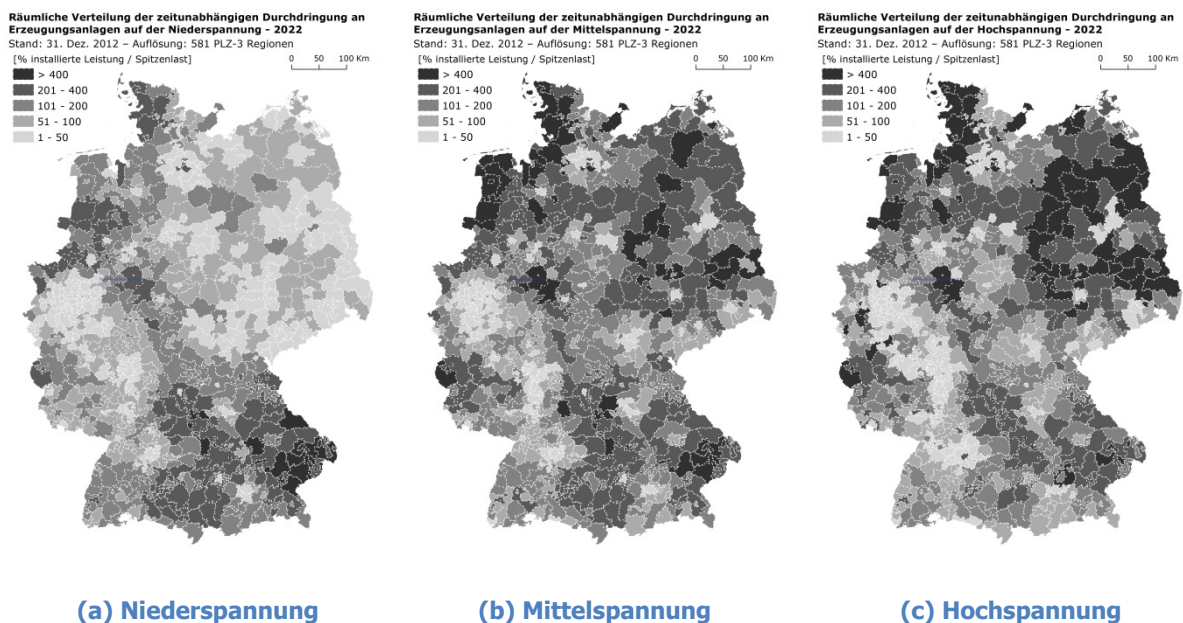 Räumliche Verteilung der zeitunabhängigen Durchdringung an
Erzeugungsanlagen auf der Niederspannung - 2022
Stand: 31. Dez. 2012 – Auflösung: 581 PLZ-3 Regionen
[% installierte Leistung / Spitzenlast]
0 50 100 Km
> 400
201 - 400
101 - 200
51 - 100
1 - 50
(a) Niederspannung
Räumliche Verteilung der zeitunabhängigen Durchdringung an
Erzeugungsanlagen auf der Mittelspannung - 2022
Stand: 31. Dez. 2012 – Auflösung: 581 PLZ-3 Regionen
[% installierte Leistung / Spitzenlast]
0 50 100 Km
> 400
201 - 400
101 - 200
51 - 100
1 - 50
(b) Mittelspannung
Räumliche Verteilung der zeitunabhängigen Durchdringung an
Erzeugungsanlagen auf der Hochspannung - 2022
Stand: 31. Dez. 2012 – Auflösung: 581 PLZ-3 Regionen
[% installierte Leistung / Spitzenlast]
0 50 100 Km
> 400
201 - 400
101 - 200
51 - 100
1 - 50
(c) Hochspannung